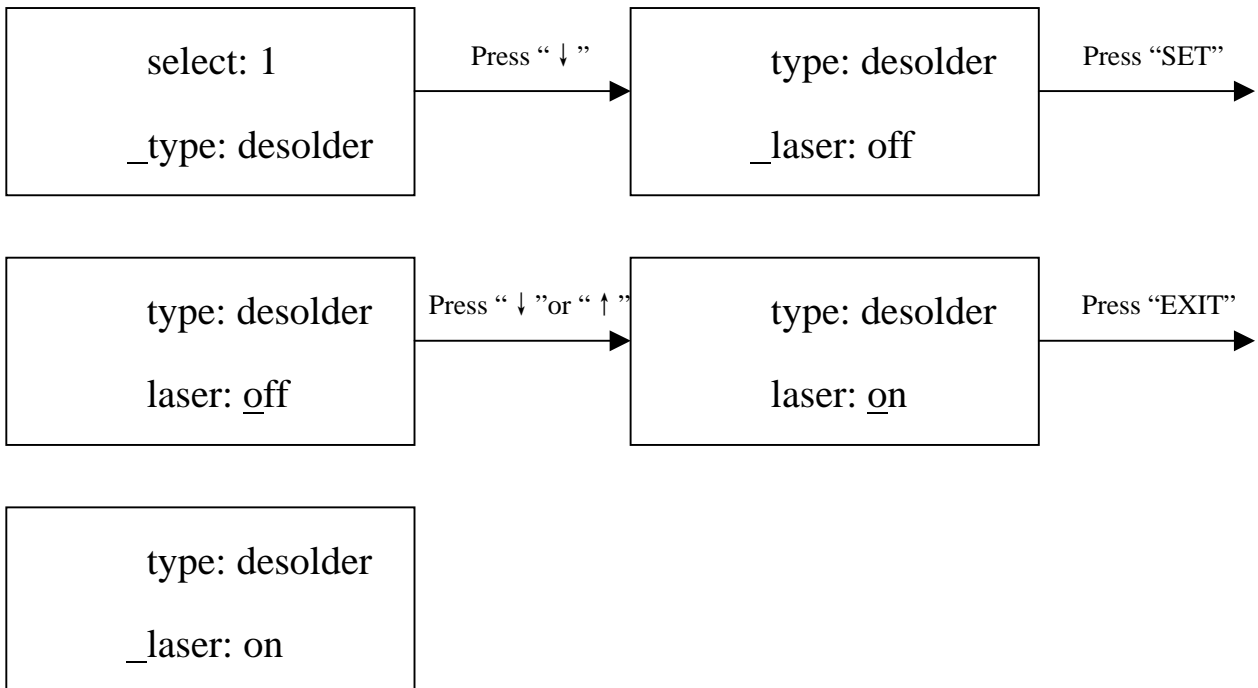 select: 1
_type: desolder
Press “↓”
type: desolder
_laser: off
Press “SET”
type: desolder
laser: off
Press “↓”or “↑”
type: desolder
laser: on
Press “EXIT”
type: desolder
_laser: on